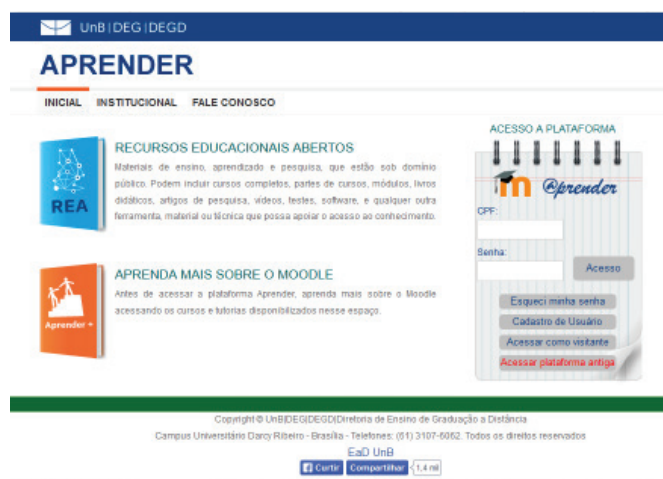 UnB|DEG|DEGD
APRENDER
INICIAL INSTITUCIONAL FALE CONOSCO
REA
RECURSOS EDUCACIONAIS ABERTOS
Materiais de ensino, aprendizado e pesquisa, que estão sob domínio
público. Podem incluir cursos completos, partes de cursos, módulos, livros
didáticos, artigos de pesquisa, vídeos, testes, software, e qualquer outra
ferramenta, material ou técnica que possa apoiar o acesso ao conhecimento.
Aprender +
APRENDA MAIS SOBRE O MOODLE
Antes de acessar a plataforma Aprender, aprenda mais sobre o Moodle
acessando os cursos e tutorias disponibilizados nesse espaço.
ACESSO A PLATAFORMA
m @prender
CPF:
Senha:
Acesso
Esqueci minha senha
Cadastro de Usuário
Acessar como visitante
Acessar plataforma antiga
Copyright © UnB|DEG|DEGD|Diretoria de Ensino de Graduação a Distância
Campus Universitário Darcy Ribeiro - Brasília - Telefones: (61) 3107-6062. Todos os direitos reservados
EaD UnB
Curtir Compartilhar 1,4 mil